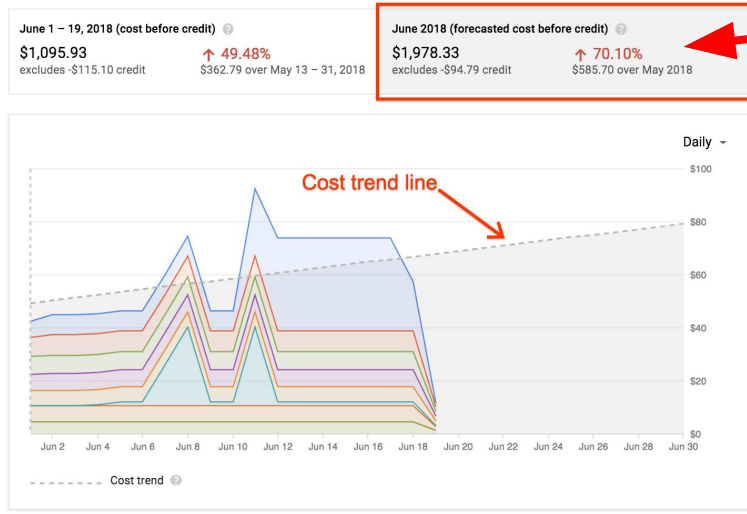 June 1 – 19, 2018 (cost before credit)
$1,095.93
49.48%
excludes -$115.10 credit
$362.79 over May 13 – 31, 2018
June 2018 (forecasted cost before credit)
$1,978.33
70.10%
excludes -$94.79 credit
$585.70 over May 2018
Daily
$100
Cost trend line
$80
$60
$40
$20
$0
Jun 2 Jun 4 Jun 6 Jun 8 Jun 10 Jun 12 Jun 14 Jun 16 Jun 18 Jun 20 Jun 22 Jun 24 Jun 26 Jun 28 Jun 30
Cost trend